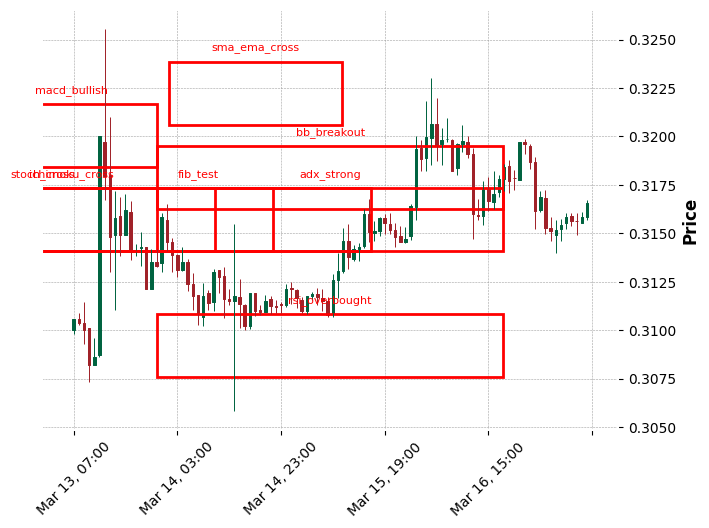 sma_ema_cross
macd_bullish
bb_breakout
fib_test
adx_strong
rsi_overbought
0.3250
0.3225
0.3200
0.3175
0.3150
0.3125
0.3100
0.3075
0.3050
Price
Mar 13, 07:00
Mar 14, 03:00
Mar 14, 23:00
Mar 15, 19:00
Mar 16, 15:00